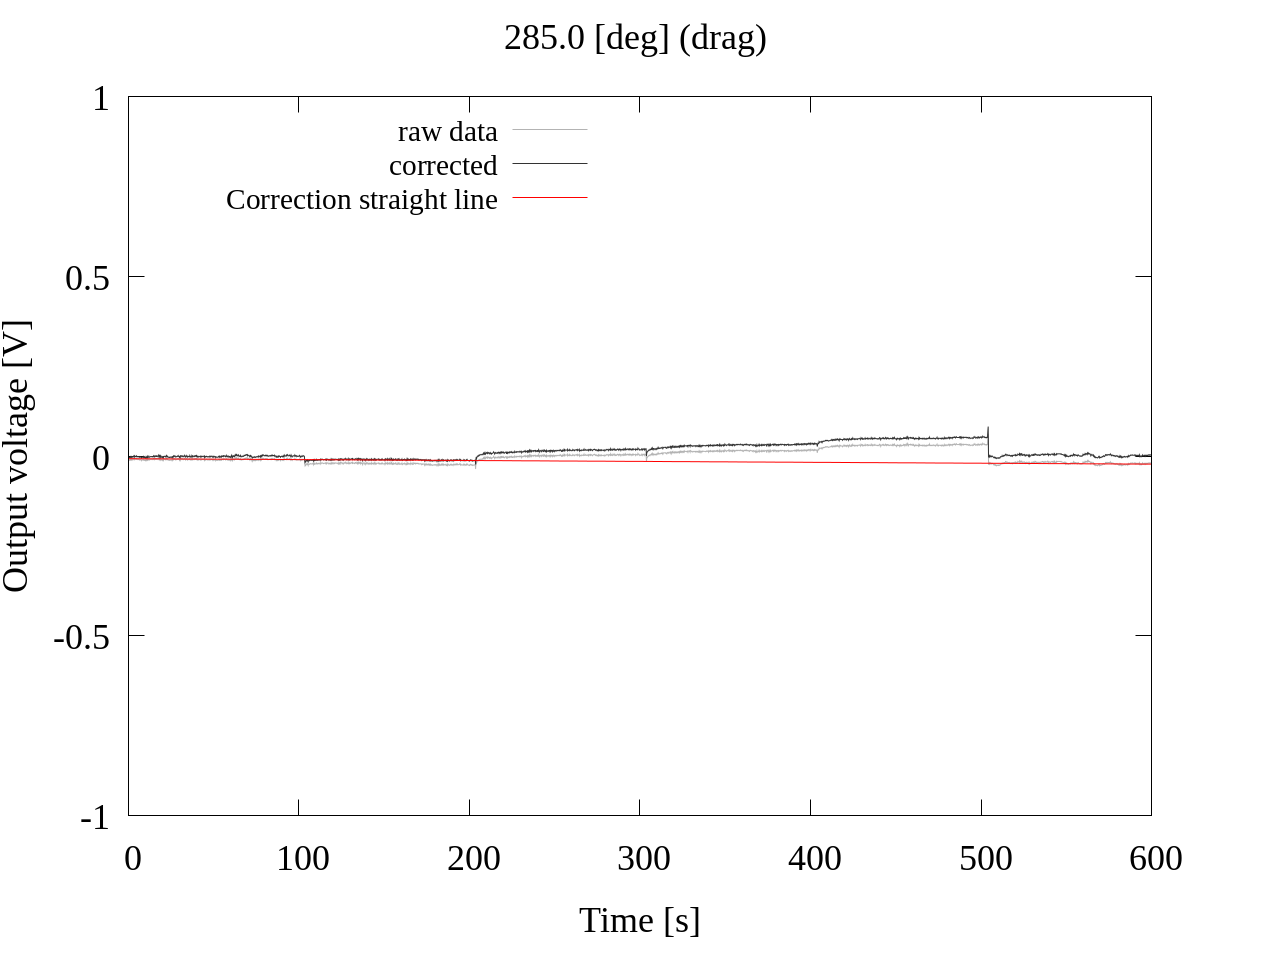 285.0 [deg] (drag)
1
raw data
corrected
Correction straight line
0.5
Output voltage [V]
0
-0.5
-1
0 100 200 300 400 500 600
Time [s]